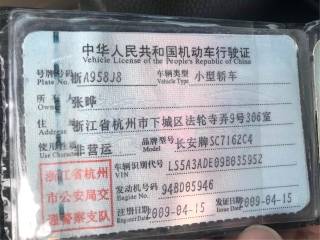 中华人民共和国机动车行驶证
Vehicle License of the People's Republic of China
号牌号码 浙A958J8 车辆类型 小型轿车
Plate No. Vehicle Type
所有人 张晔
Owner
住址 浙江省杭州市下城区法轮寺弄9号306室
Address
使用性质 非营运 品牌型号 长安牌SC7162C4
Use Character Model
浙江省杭州市公安局交通警察支队
车辆识别代号 LS5A3ADE09B035952
VIN
发动机号码 94BD05946
Engine No.
注册日期 2009-04-15 发证日期 2009-04-15
Register Date Issue Date